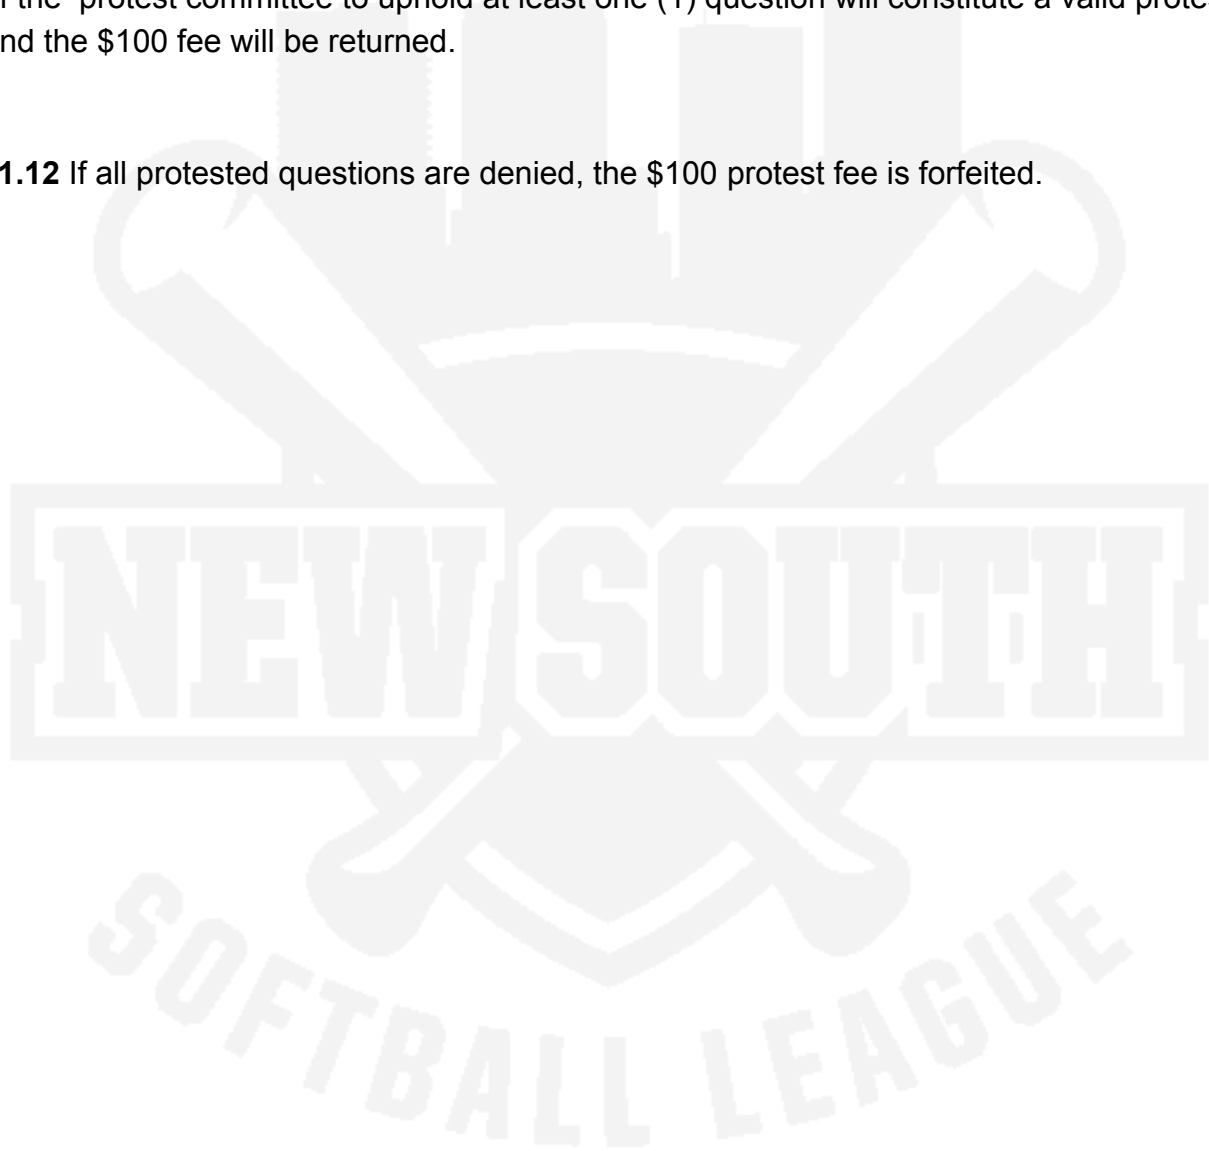 the protest committee to uphold at least one (1) question will constitute a valid
nd the $100 fee will be returned.
1.12 If all protested questions are denied, the $100 protest fee is forfeited.
NEW SOUTH
SOFTBALL LEAGUE